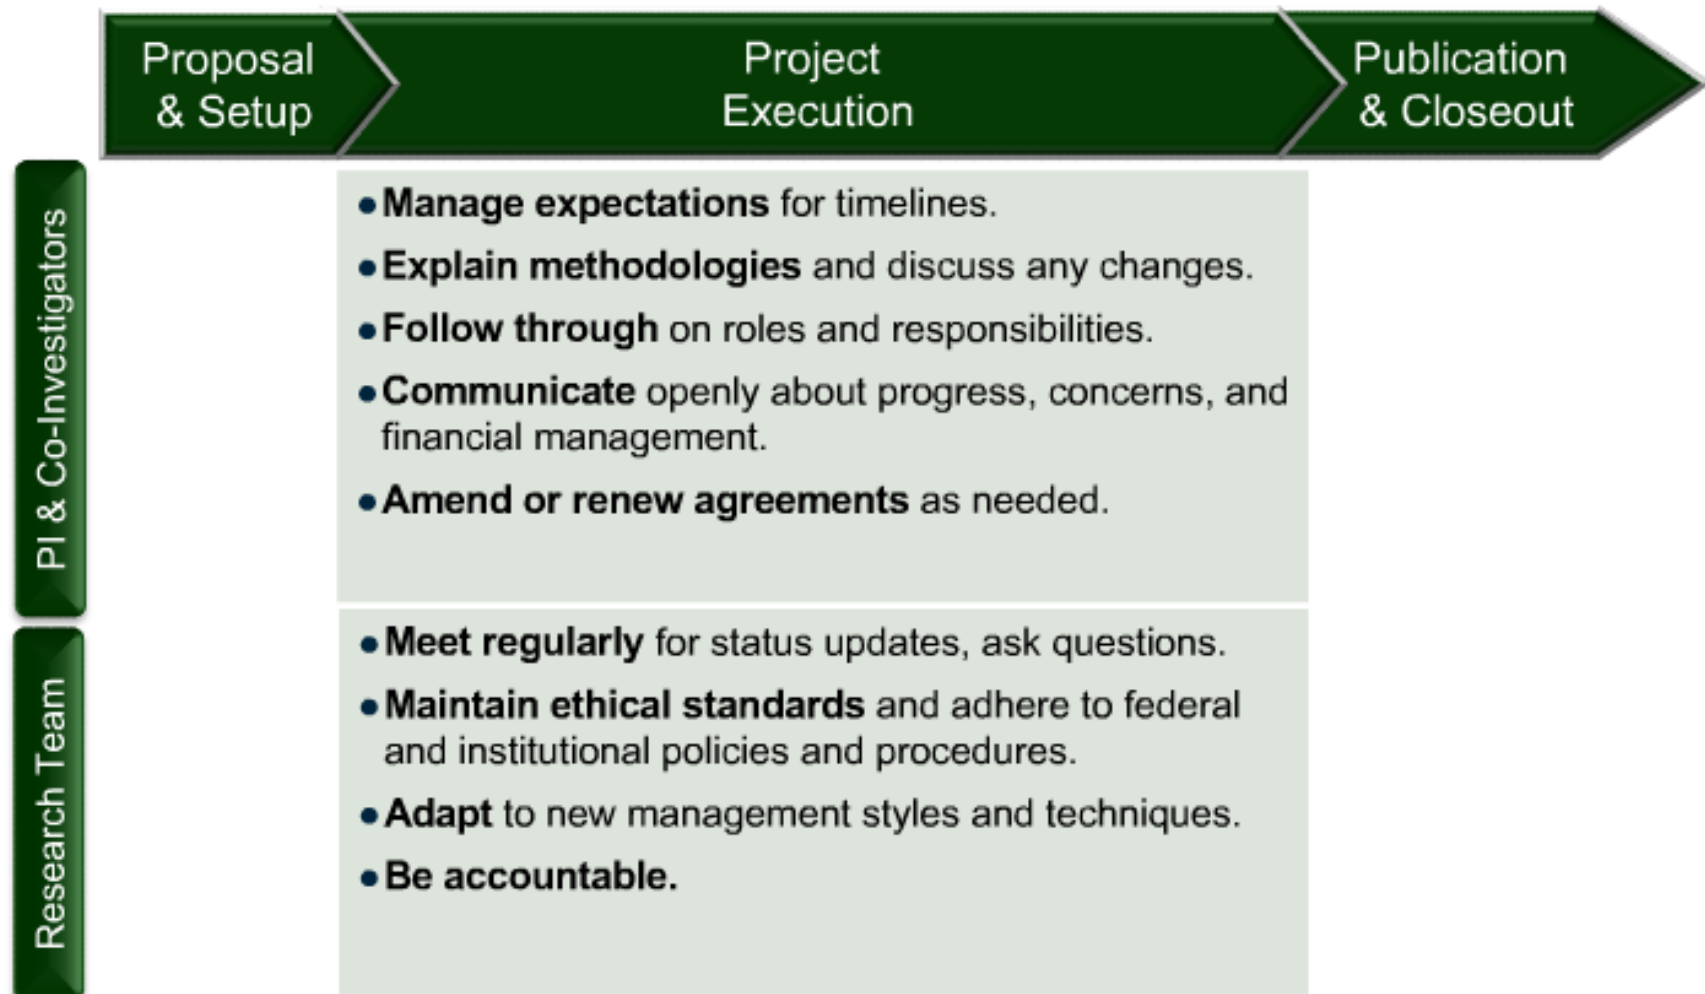 Proposal
& Setup
Project
Execution
Publication
& Closeout
PI & Co-Investigators
•Manage expectations for timelines.
•Explain methodologies and discuss any changes.
•Follow through on roles and responsibilities.
•Communicate openly about progress, concerns, and
financial management.
•Amend or renew agreements as needed.
Research Team
•Meet regularly for status updates, ask questions.
•Maintain ethical standards and adhere to federal
and institutional policies and procedures.
•Adapt to new management styles and techniques.
•Be accountable.